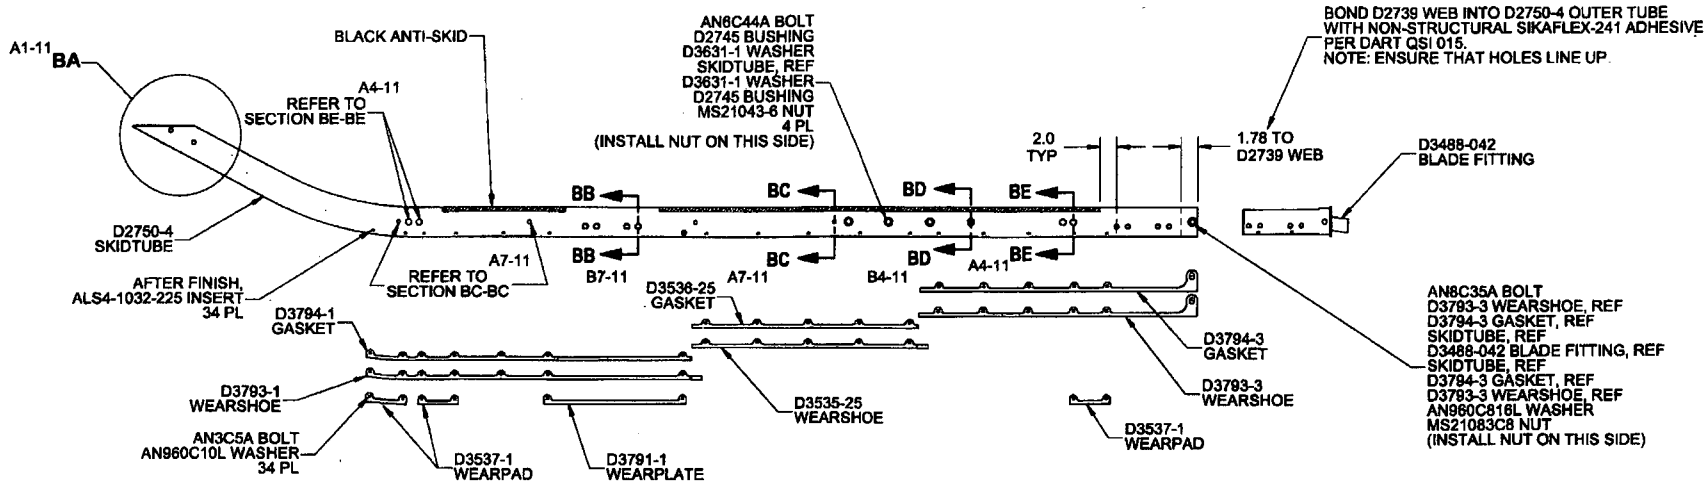 A1-11
BA
BLACK ANTI-SKID
A4-11
REFER TO
SECTION BE-BE
AN6C44A BOLT
D2745 BUSHING
D3631-1 WASHER
SKIDTUBE, REF
D3631-1 WASHER
D2745 BUSHING
MS21043-6 NUT
4 PL
(INSTALL NUT ON THIS SIDE)
BOND D2739 WEB INTO D2750-4 OUTER TUBE
WITH NON-STRUCTURAL SIKAFLEX-241 ADHESIVE
PER DART QSI 015.
NOTE: ENSURE THAT HOLES LINE UP.
2.0
TYP
1.78 TO
D2739 WEB
D3488-042
BLADE FITTING
BB
BC
BD
BE
D2750-4
SKIDTUBE
BB
BC
BD
BE
A7-11
B7-11
A7-11
B4-11
A4-11
REFER TO
SECTION BC-BC
AFTER FINISH,
ALS4-1032-225 INSERT
34 PL
D3536-25
GASKET
D3794-1
GASKET
D3794-3
GASKET
D3793-1
WEARSHOE
D3535-25
WEARSHOE
D3793-3
WEARSHOE
AN3C5A BOLT
AN960C10L WASHER
34 PL
D3537-1
WEARPAD
D3791-1
WEARPLATE
D3537-1
WEARPAD
AN8C35A BOLT
D3793-3 WEARSHOE, REF
D3794-3 GASKET, REF
SKIDTUBE, REF
D3488-042 BLADE FITTING, REF
SKIDTUBE, REF
D3794-3 GASKET, REF
D3793-3 WEARSHOE, REF
AN960C816L WASHER
MS21083C8 NUT
(INSTALL NUT ON THIS SIDE)